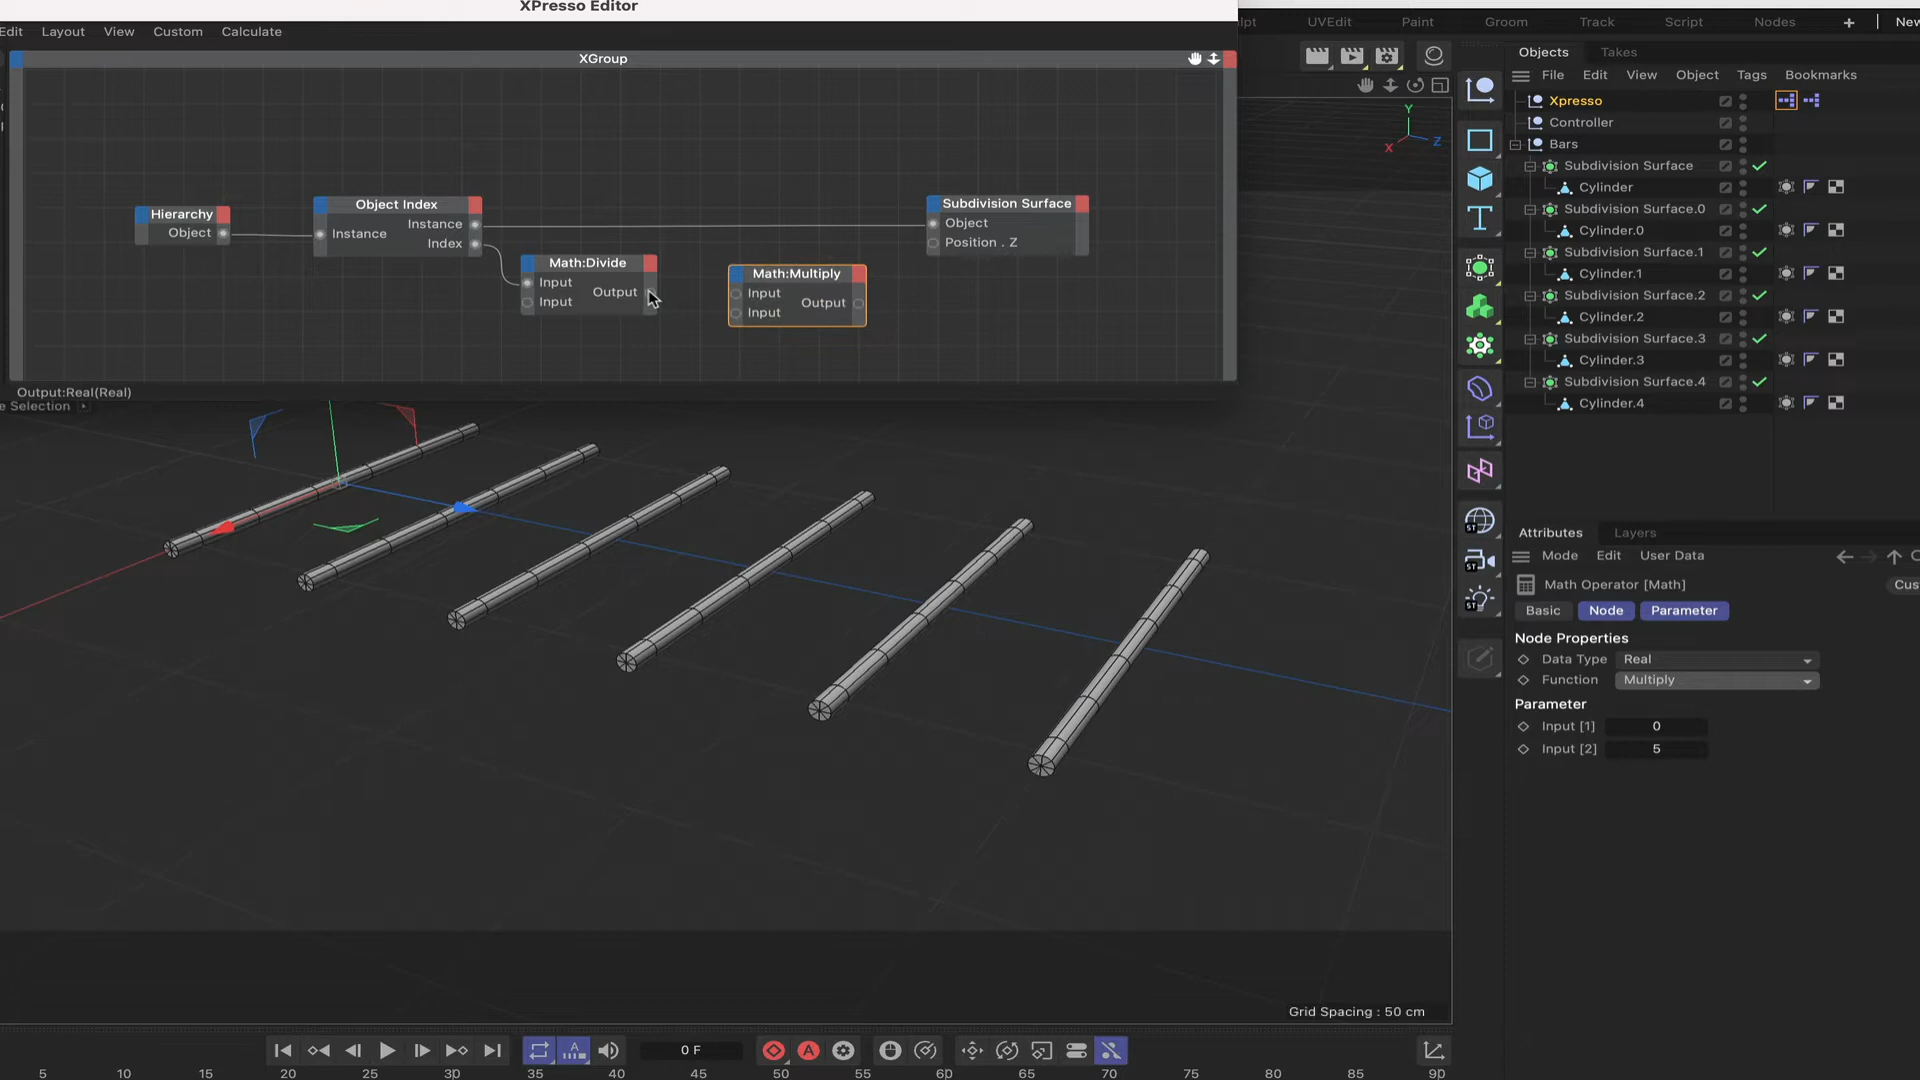 XPresso Editor
Edit Layout View Custom Calculate
XGroup
Hierarchy
Object
Object Index
Instance
Instance
Index
Math:Divide
Input
Input
Output
Math:Multiply
Input
Input
Output
Subdivision Surface
Object
Position . Z
Output:Real(Real)
e Selection
Y
X
Z
Grid Spacing : 50 cm
lpt UVEdit Paint Groom Track Script Nodes + New
Objects Takes
File Edit View Object Tags Bookmarks
Xpresso
Controller
Bars
Subdivision Surface
Cylinder
Subdivision Surface.0
Cylinder.0
Subdivision Surface.1
Cylinder.1
Subdivision Surface.2
Cylinder.2
Subdivision Surface.3
Cylinder.3
Subdivision Surface.4
Cylinder.4
ST
ST
ST
Attributes Layers
Mode Edit User Data
Math Operator [Math] Cus
Basic Node Parameter
Node Properties
Data Type Real
Function Multiply
Parameter
Input [1] 0
Input [2] 5
A 0 F A
5 10 15 20 25 30 35 40 45 50 55 60 65 70 75 80 85 90